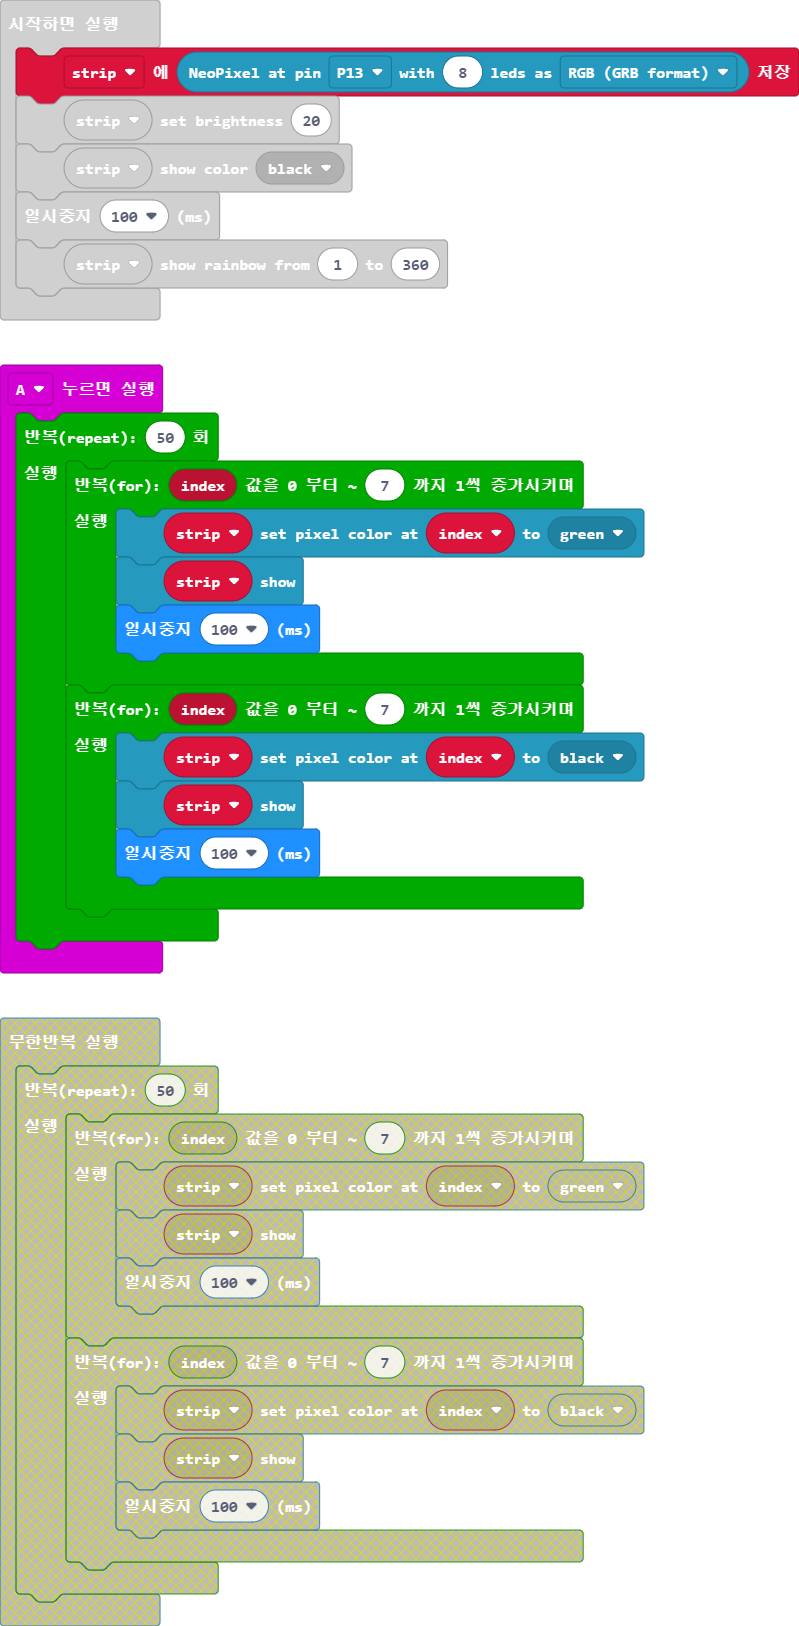 시작하면 실행
strip 에 NeoPixel at pin P13 with 8 leds as RGB (GRB format) 저장
strip set brightness 20
strip show color black
일시중지 100 (ms)
strip show rainbow from 1 to 360
A 누르면 실행
반복(repeat): 50 회
실행
반복(for): index 값을 0 부터 ~ 7 까지 1씩 증가시키며
실행
strip set pixel color at index to green
strip show
일시중지 100 (ms)
반복(for): index 값을 0 부터 ~ 7 까지 1씩 증가시키며
실행
strip set pixel color at index to black
strip show
일시중지 100 (ms)
무한반복 실행
반복(repeat): 50 회
실행
반복(for): index 값을 0 부터 ~ 7 까지 1씩 증가시키며
실행
strip set pixel color at index to green
strip show
일시중지 100 (ms)
반복(for): index 값을 0 부터 ~ 7 까지 1씩 증가시키며
실행
strip set pixel color at index to black
strip show
일시중지 100 (ms)